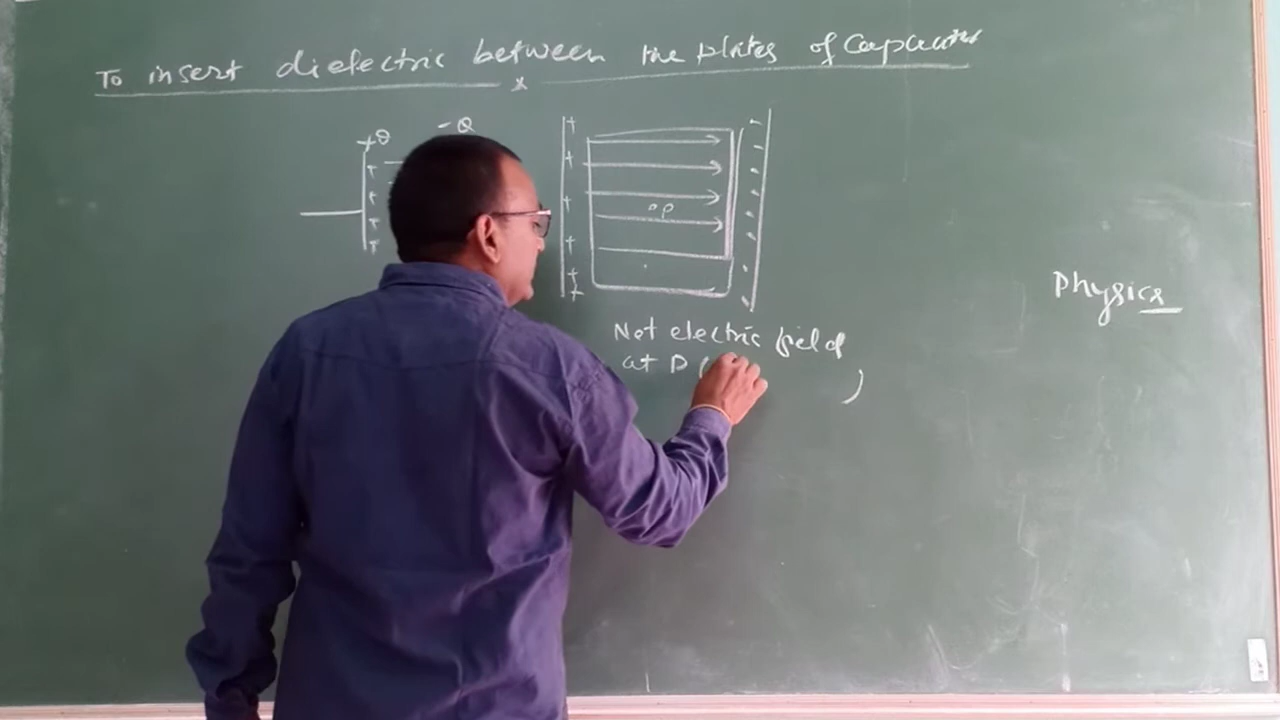 To insert dielectric between the plates of Capacitor
+Q
-Q
+ + -
+ + -
+ + -
+ + -
+ -
+ -
°P
Net electric field
at P ( )
Physics